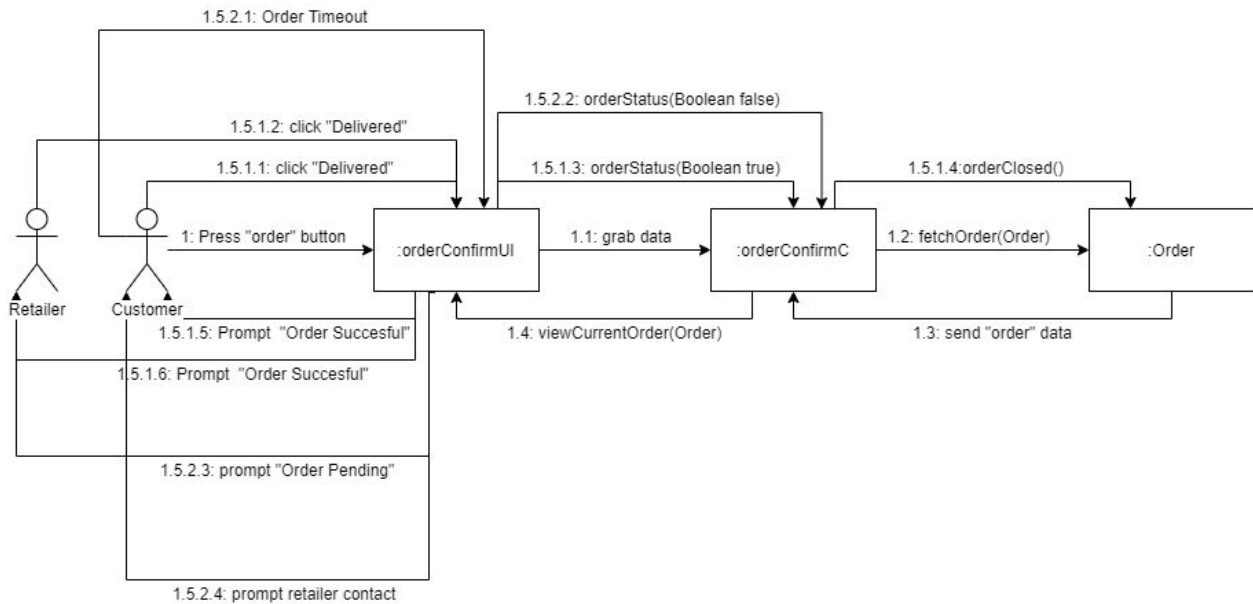 1.5.2.1: Order Timeout
1.5.2.2: orderStatus(Boolean false)
1.5.1.2: click "Delivered"
1.5.1.1: click "Delivered"
1.5.1.3: orderStatus(Boolean true)
1.5.1.4:orderClosed()
1: Press "order" button
:orderConfirmUI
1.1: grab data
:orderConfirmC
1.2: fetchOrder(Order)
:Order
Retailer
Customer
1.5.1.5: Prompt  "Order Succesful"
1.4: viewCurrentOrder(Order)
1.3: send "order" data
1.5.1.6: Prompt  "Order Succesful"
1.5.2.3: prompt "Order Pending"
1.5.2.4: prompt retailer contact